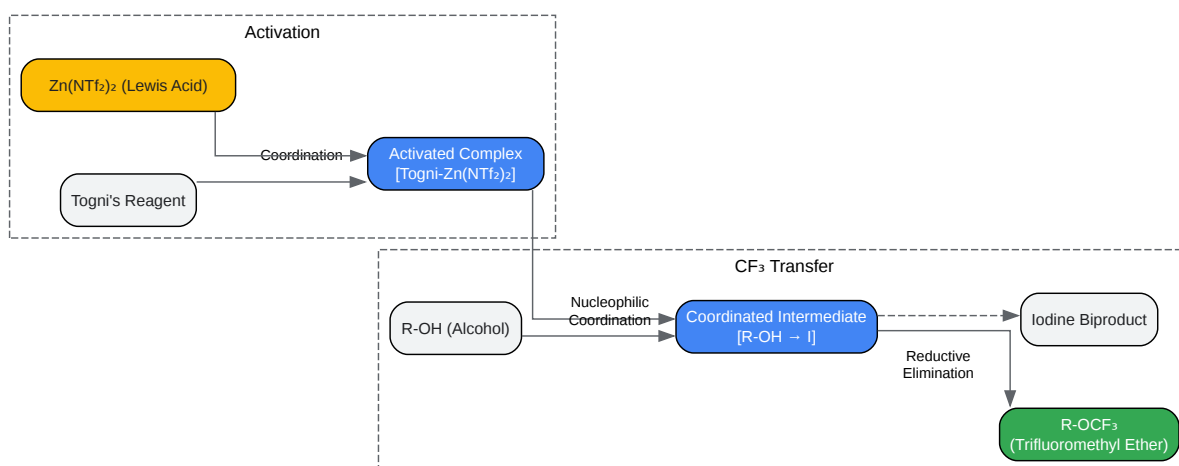 Activation
Zn(NTf₂)₂ (Lewis Acid)
Coordination
Activated Complex
[Togni-Zn(NTf₂)₂]
Togni's Reagent
CF₃ Transfer
R-OH (Alcohol)
Nucleophilic
Coordination
Coordinated Intermediate
[R-OH → I]
Iodine Biproduct
Reductive
Elimination
R-OCF₃
(Trifluoromethyl Ether)